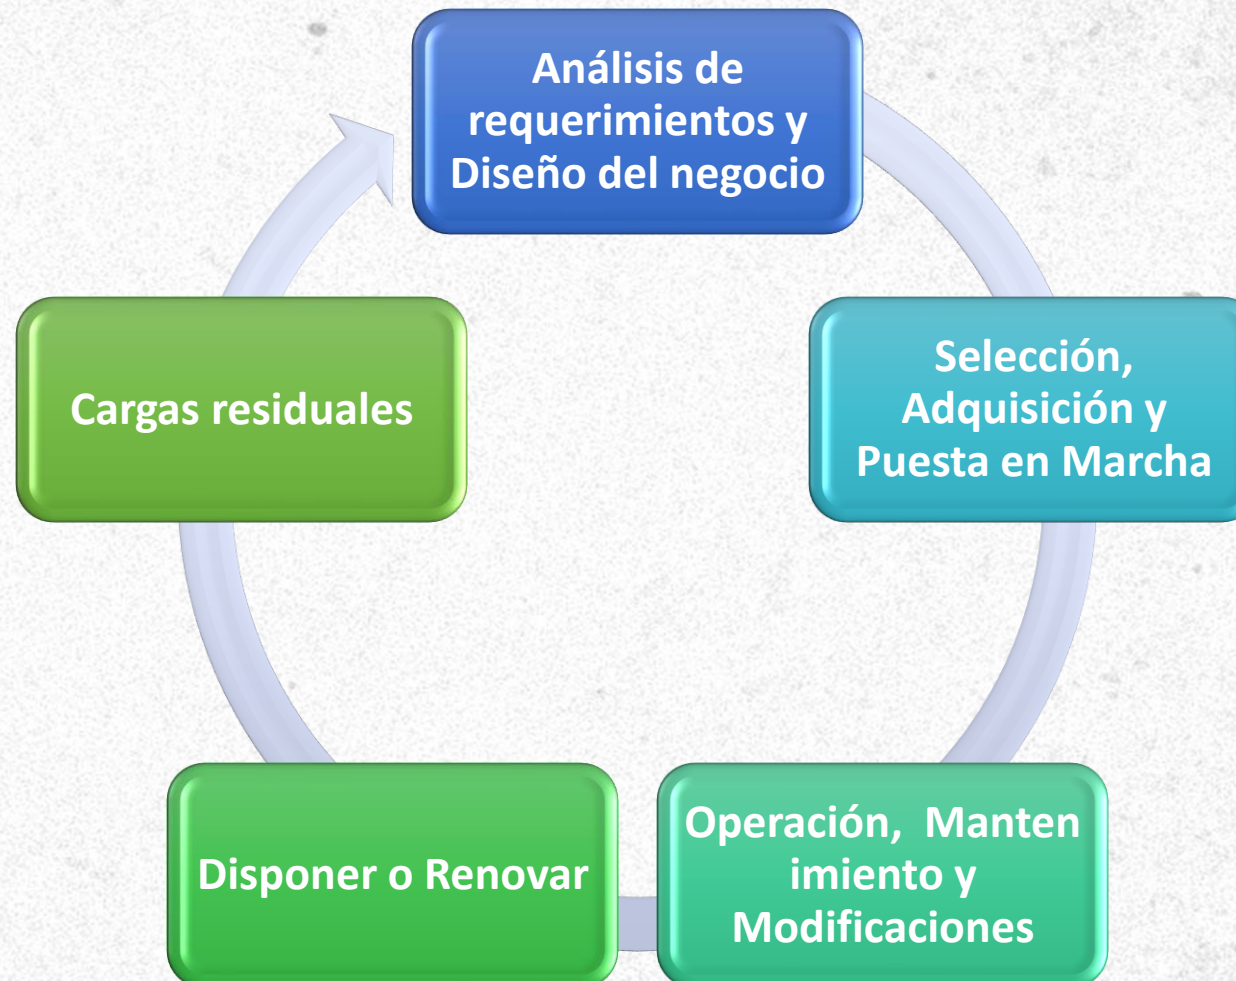 Análisis de
requerimientos y
Diseño del negocio
Selección,
Adquisición y
Puesta en Marcha
Operación,  Manten
imiento y
Modificaciones
Disponer o Renovar
Cargas residuales